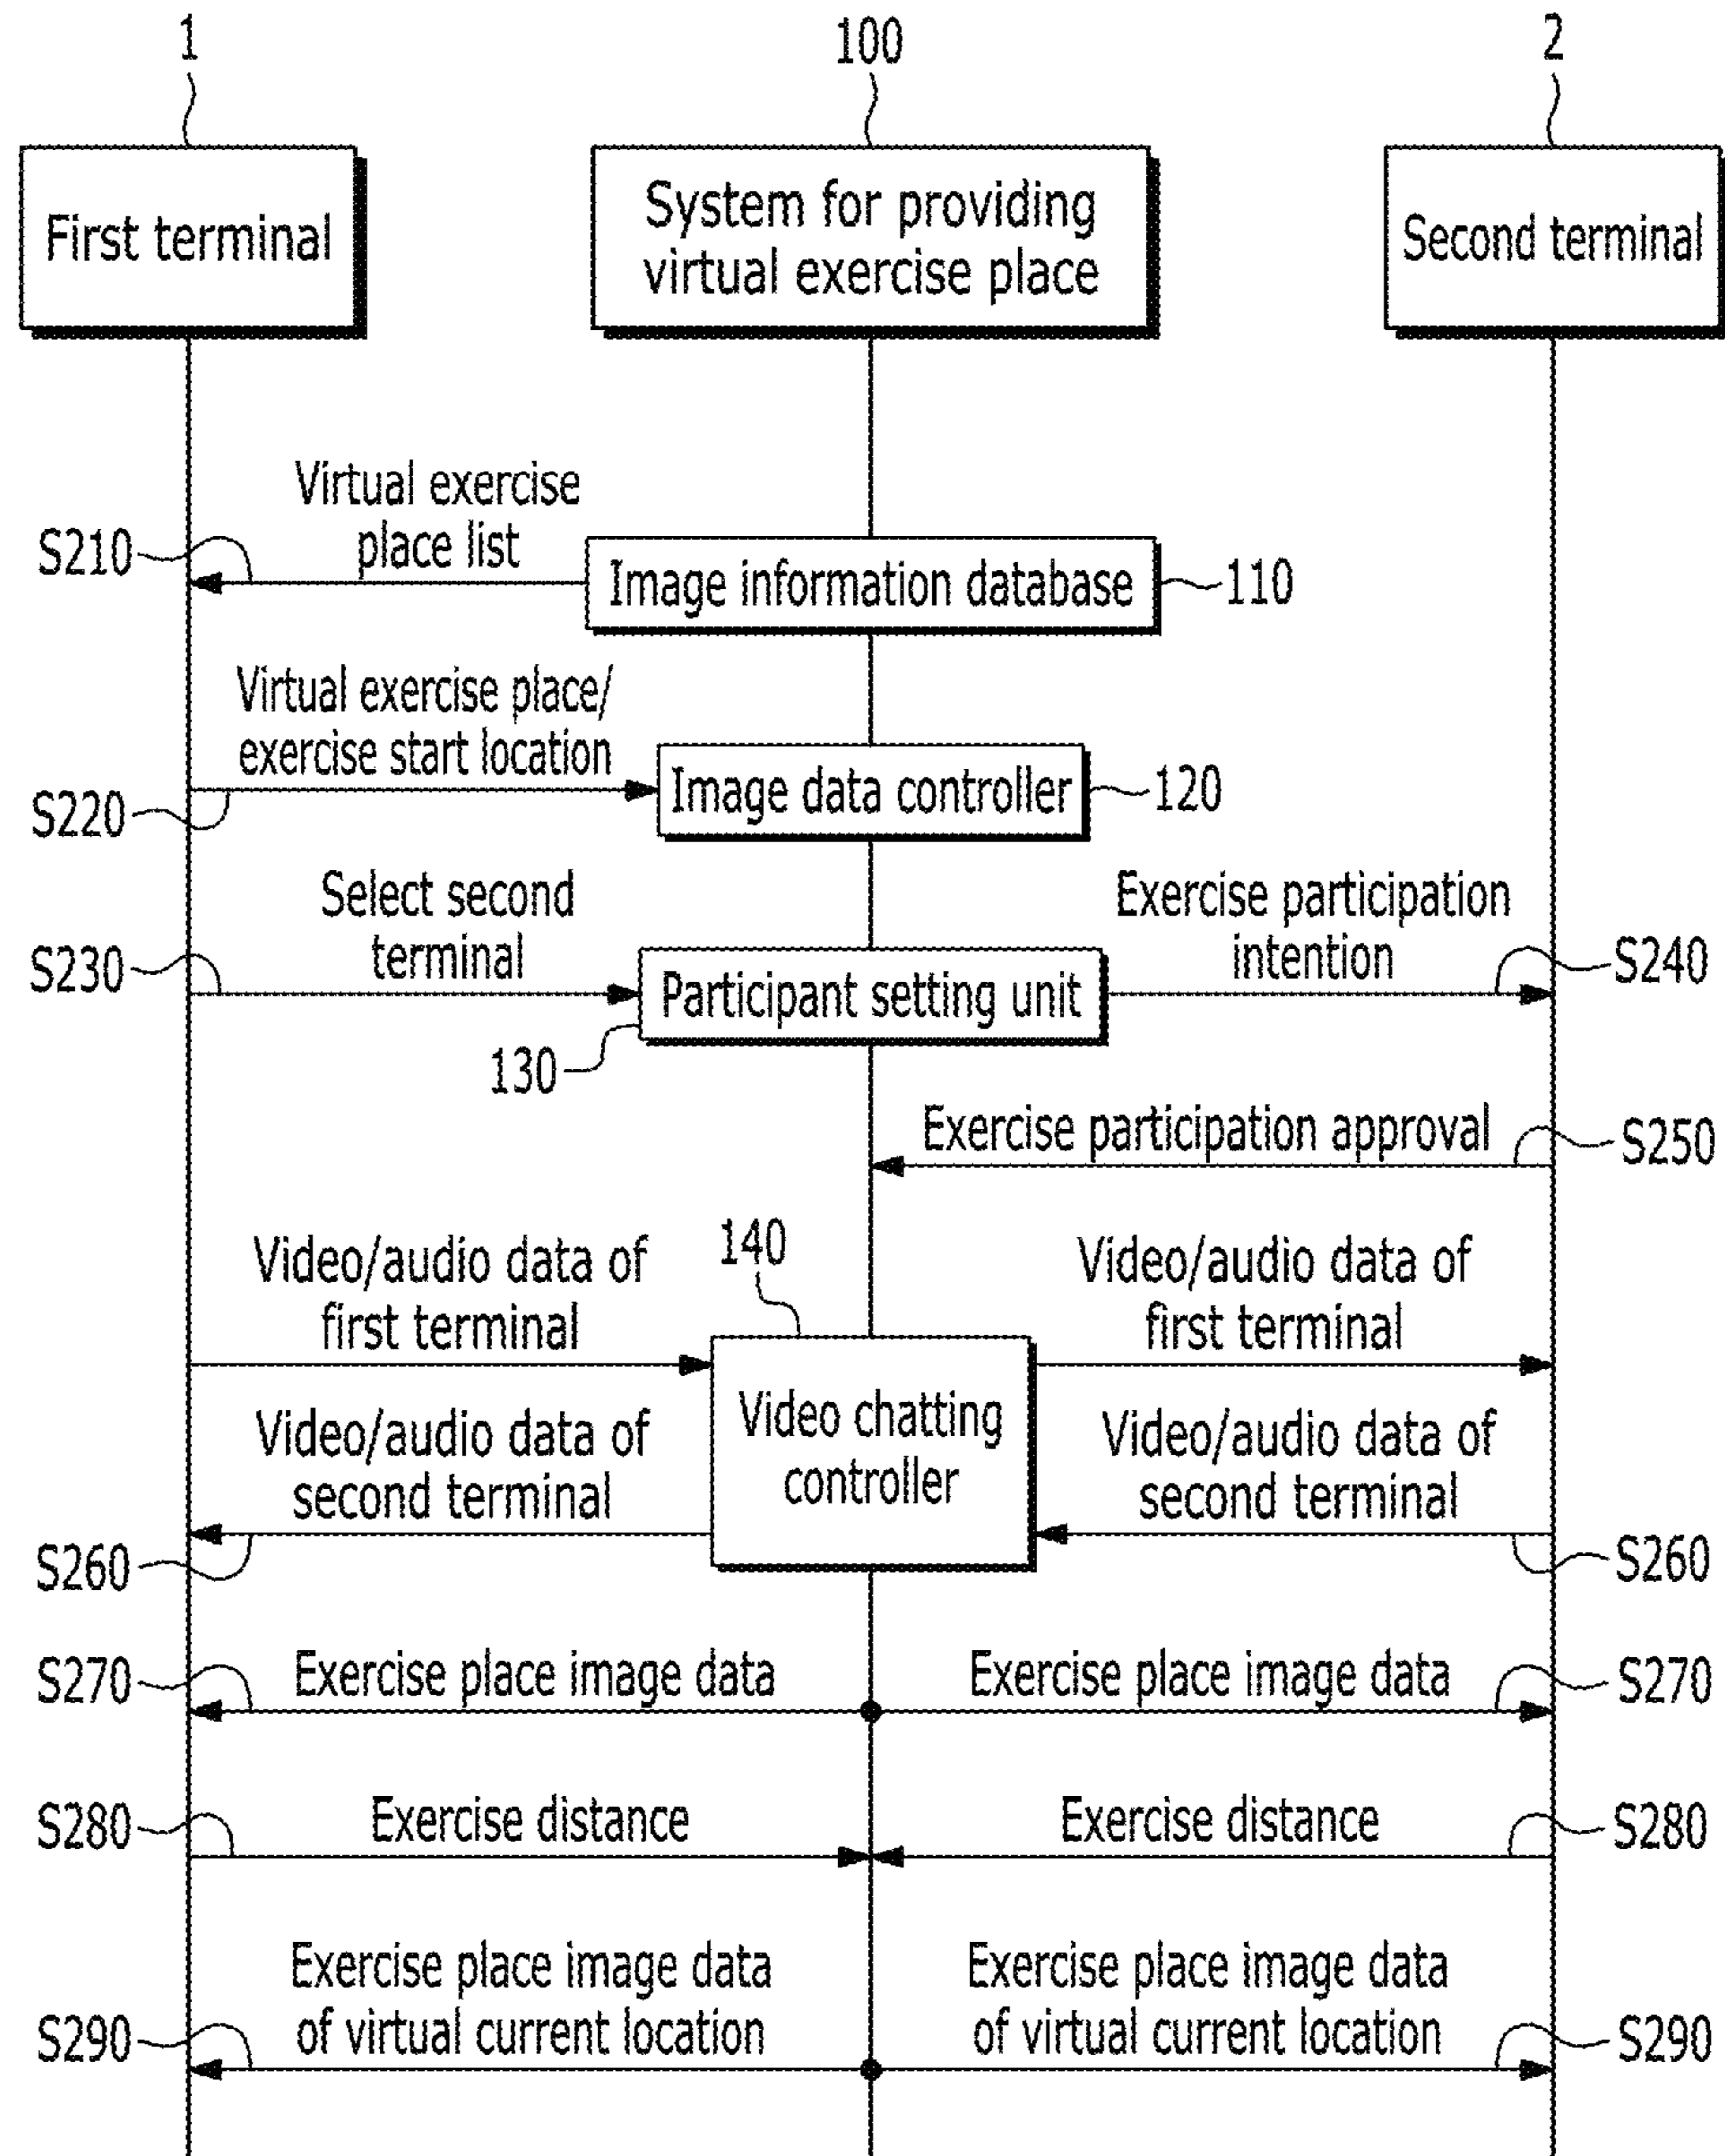 1
100
2
First terminal
System for providing
virtual exercise place
Second terminal
Virtual exercise
place list
S210
Image information database
110
Virtual exercise place/
exercise start location
S220
Image data controller
120
Select second
terminal
S230
Participant setting unit
130
Exercise participation
intention
S240
Exercise participation approval
S250
140
Video/audio data of
first terminal
Video/audio data of
first terminal
Video chatting
controller
Video/audio data of
second terminal
Video/audio data of
second terminal
S260
S260
S270
Exercise place image data
Exercise place image data
S270
S280
Exercise distance
Exercise distance
S280
Exercise place image data
of virtual current location
Exercise place image data
of virtual current location
S290
S290